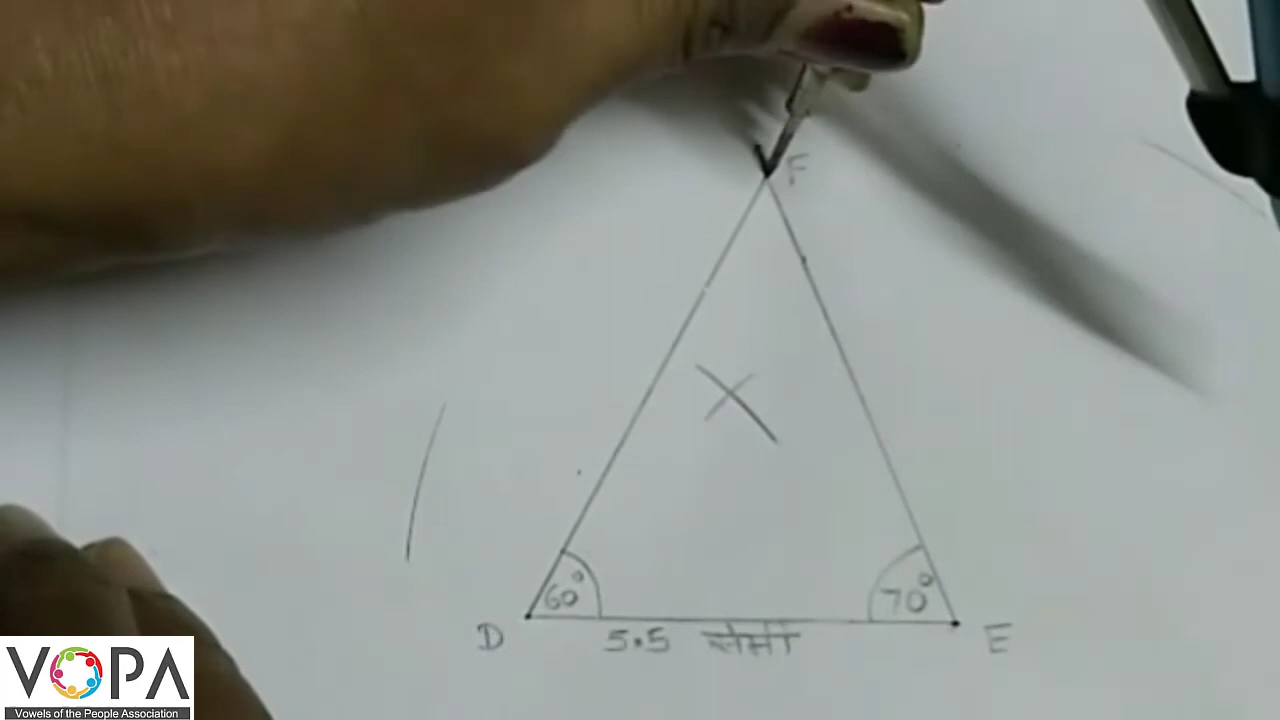 F
60°
70°
D
5.5 सेमी
E
VOPA
Vowels of the People Association